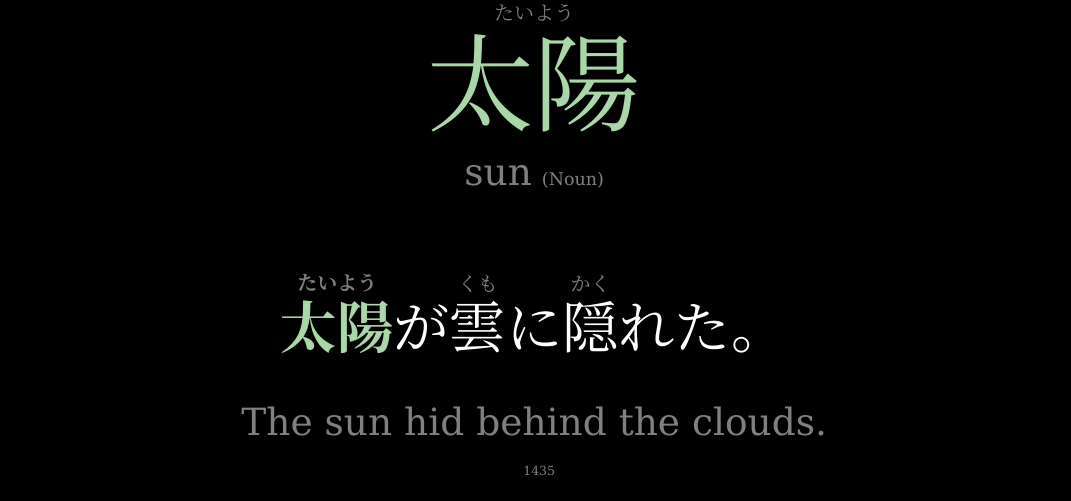 たいよう
太陽
sun (Noun)
たいよう くも かく
太陽が雲に隠れた。
The sun hid behind the clouds.
1435